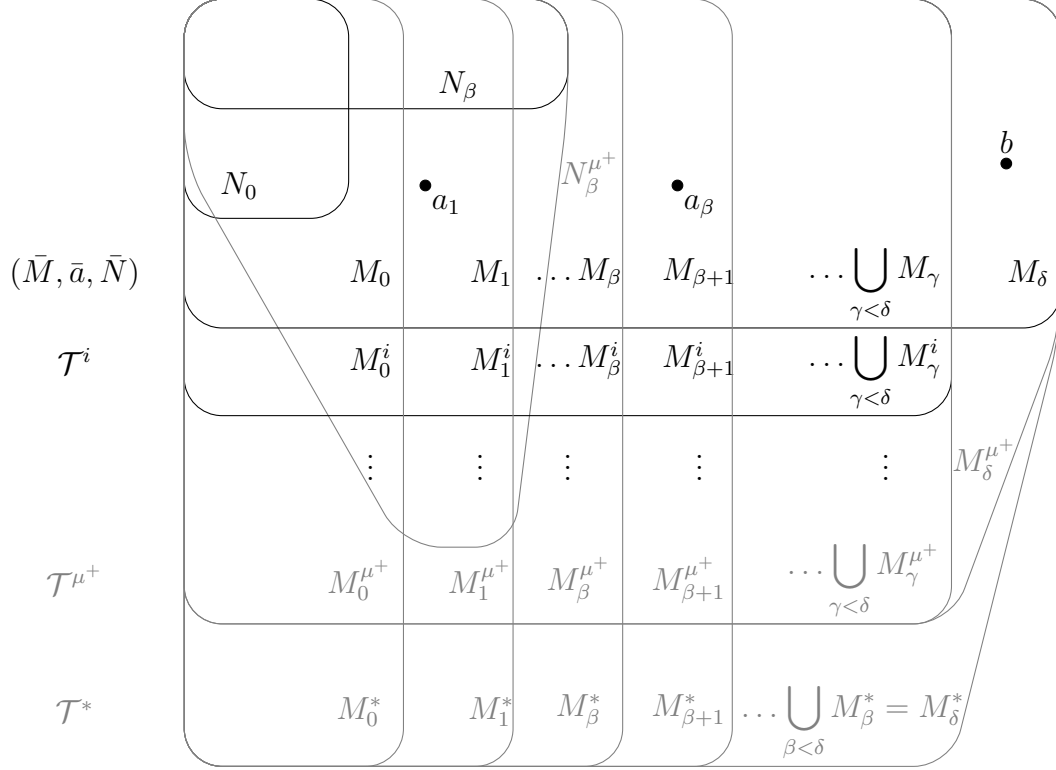 N_β
b
N_β^{μ^+}
N_0
a_1
a_β
(M̄, ā, N̄) M_0 M_1 … M_β M_{β+1} … ⋃_{γ<δ} M_γ M_δ
𝒯^i M_0^i M_1^i … M_β^i M_{β+1}^i … ⋃_{γ<δ} M_γ^i
⋮ ⋮ ⋮ ⋮ ⋮ M_δ^{μ^+}
𝒯^{μ^+} M_0^{μ^+} M_1^{μ^+} M_β^{μ^+} M_{β+1}^{μ^+} … ⋃_{γ<δ} M_γ^{μ^+}
𝒯^* M_0^* M_1^* M_β^* M_{β+1}^* … ⋃_{β<δ} M_β^* = M_δ^*